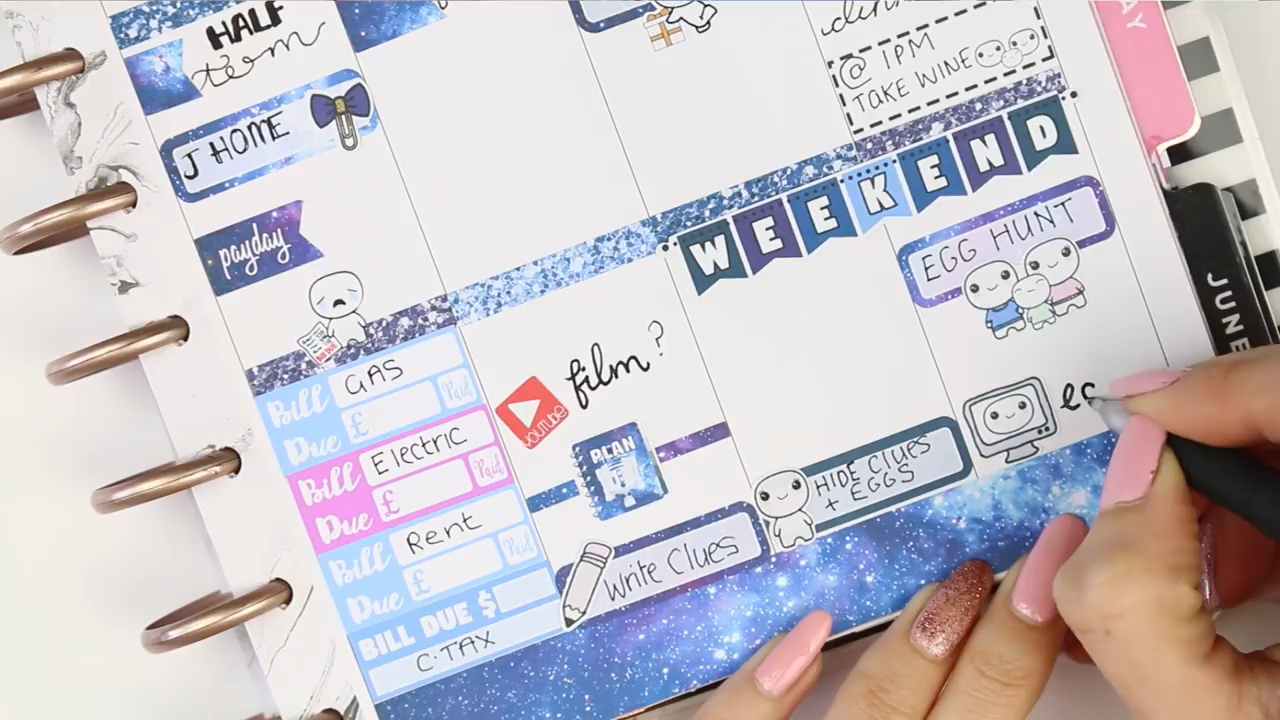 HALF
term
J HOME
payday
@ 1PM
TAKE WINE
WEEKEND
EGG HUNT
GAS
Bill
Due £ Paid
Electric
Bill
Due £ Paid
Rent
Bill
Due £ Paid
BILL DUE $
C.TAX
YOUTUBE
film?
PLAN
Write Clues
HIDE Clues
+ EGGS
JUNE
AY